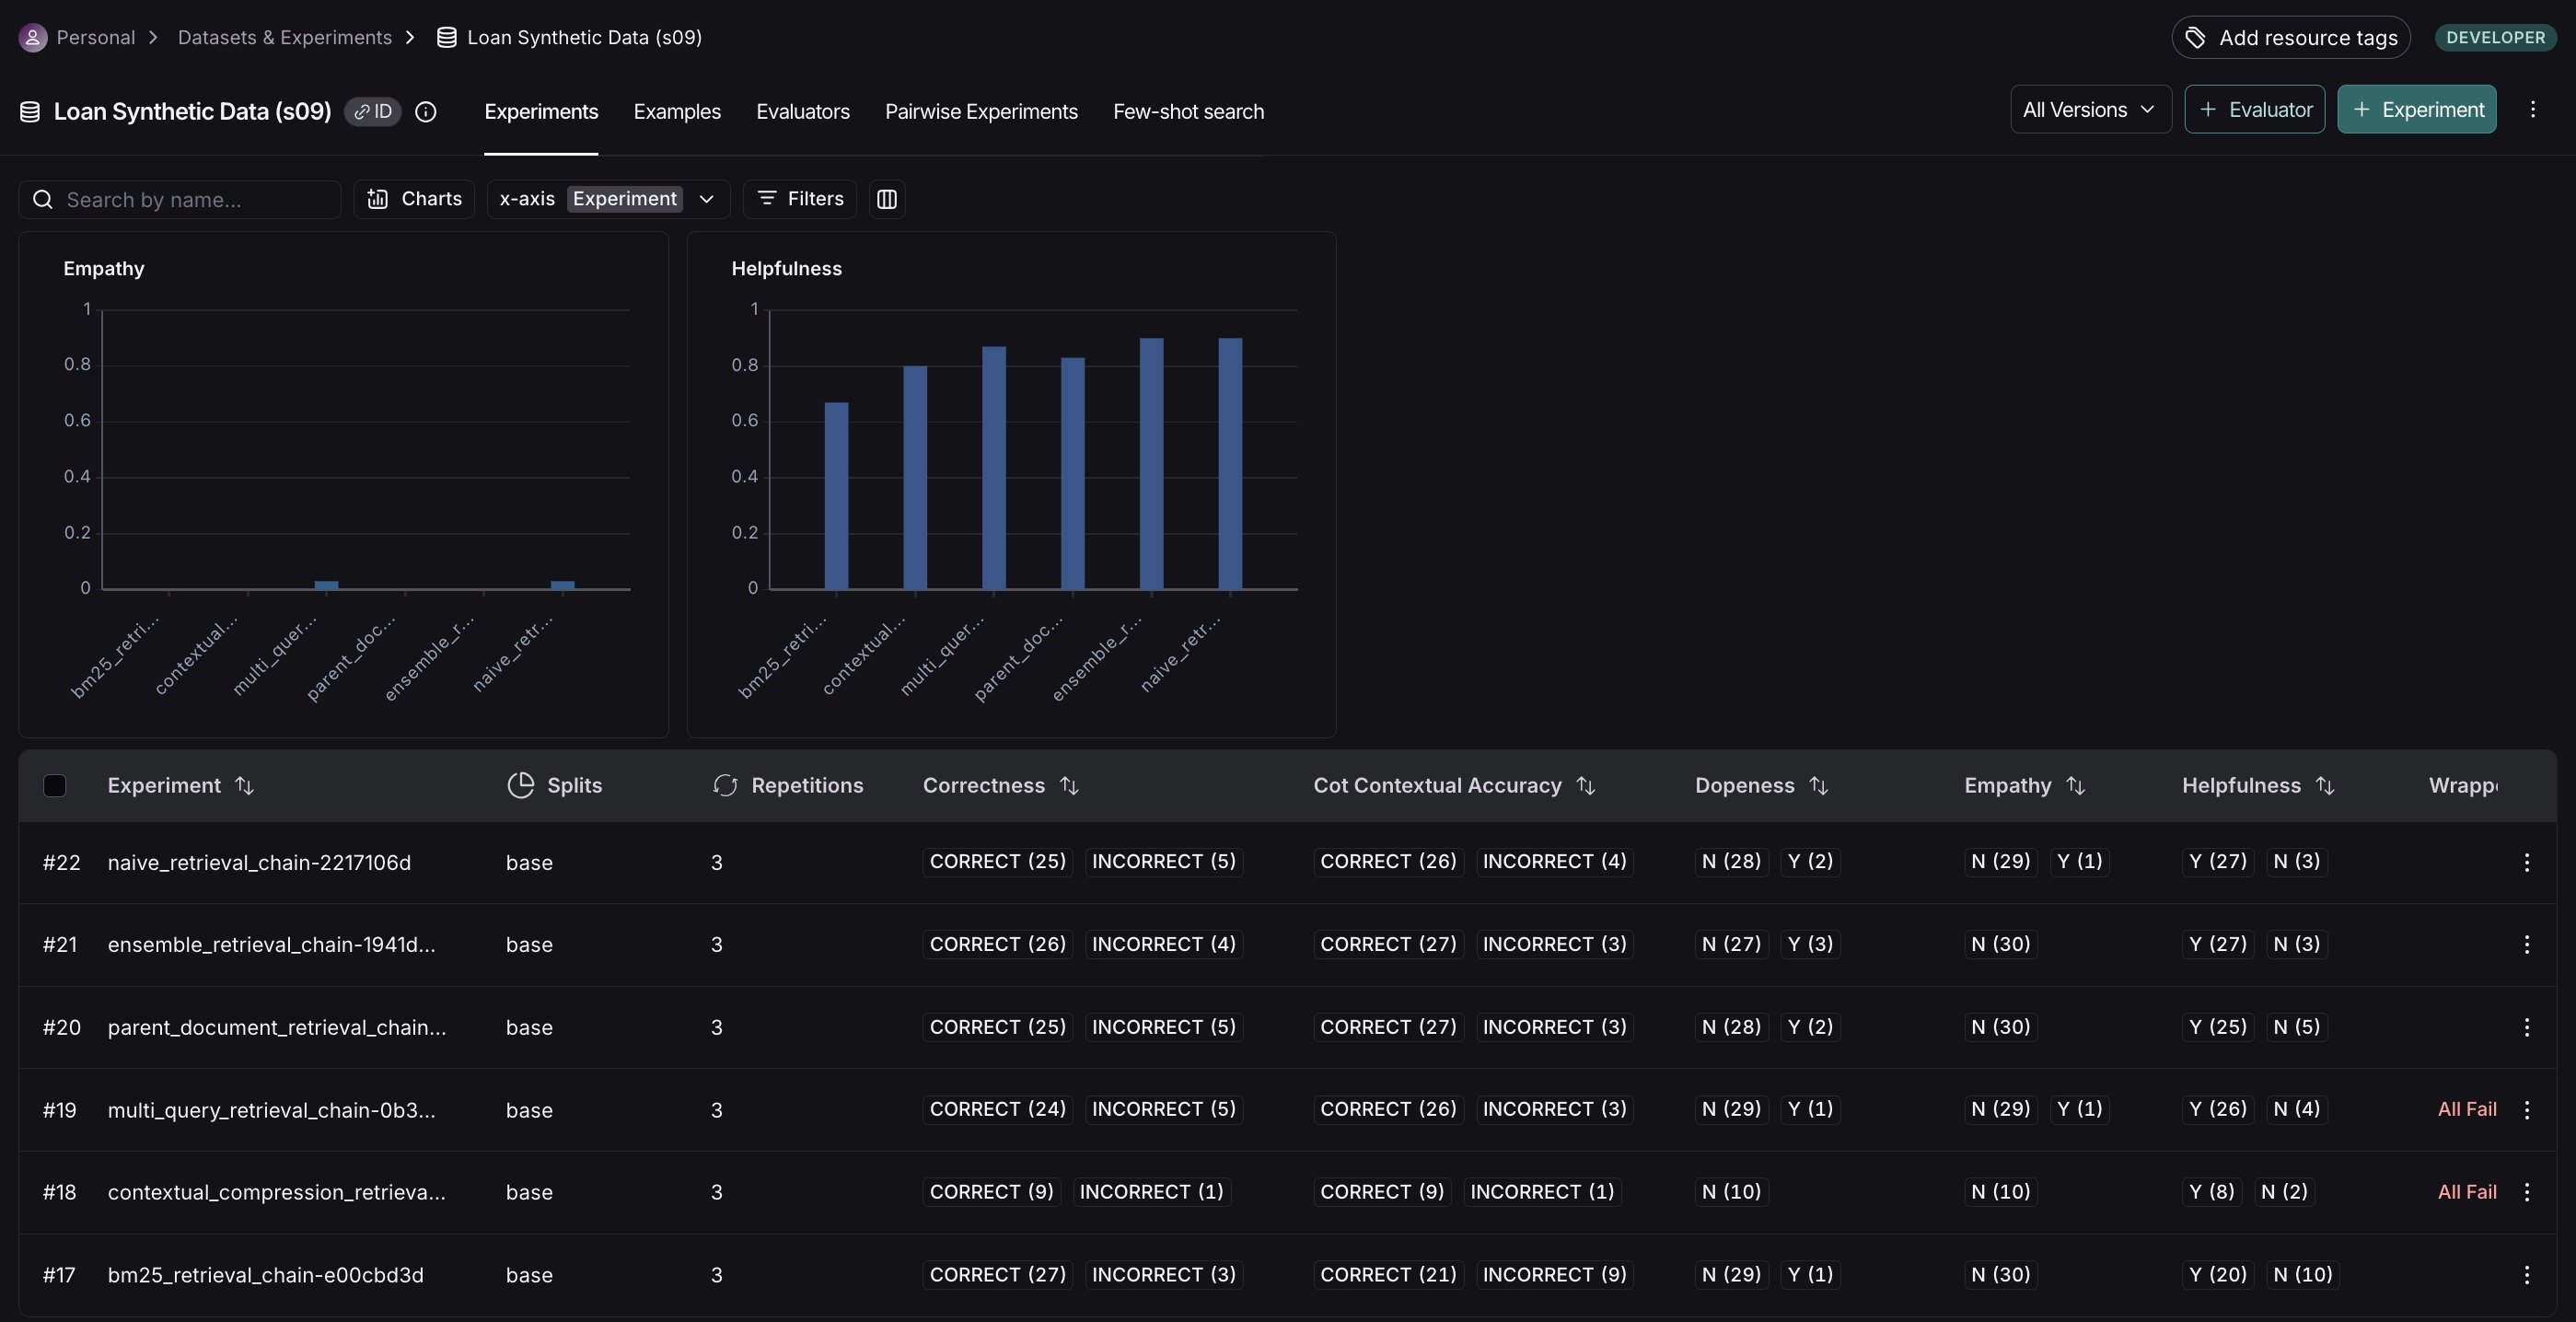 Personal > Datasets & Experiments > Loan Synthetic Data (s09)
Add resource tags
DEVELOPER
Loan Synthetic Data (s09) ID
Experiments Examples Evaluators Pairwise Experiments Few-shot search
All Versions + Evaluator + Experiment
Search by name... Charts x-axis Experiment Filters
Empathy
1
0.8
0.6
0.4
0.2
0
bm25_retri... contextual... multi_quer... parent_doc... ensemble_r... naive_retr...
Helpfulness
1
0.8
0.6
0.4
0.2
0
bm25_retri... contextual... multi_quer... parent_doc... ensemble_r... naive_retr...
Experiment Splits Repetitions Correctness Cot Contextual Accuracy Dopeness Empathy Helpfulness Wrapp
#22 naive_retrieval_chain-2217106d base 3 CORRECT (25) INCORRECT (5) CORRECT (26) INCORRECT (4) N (28) Y (2) N (29) Y (1) Y (27) N (3)
#21 ensemble_retrieval_chain-1941d... base 3 CORRECT (26) INCORRECT (4) CORRECT (27) INCORRECT (3) N (27) Y (3) N (30) Y (27) N (3)
#20 parent_document_retrieval_chain... base 3 CORRECT (25) INCORRECT (5) CORRECT (27) INCORRECT (3) N (28) Y (2) N (30) Y (25) N (5)
#19 multi_query_retrieval_chain-0b3... base 3 CORRECT (24) INCORRECT (5) CORRECT (26) INCORRECT (3) N (29) Y (1) N (29) Y (1) Y (26) N (4) All Fail
#18 contextual_compression_retrieva... base 3 CORRECT (9) INCORRECT (1) CORRECT (9) INCORRECT (1) N (10) N (10) Y (8) N (2) All Fail
#17 bm25_retrieval_chain-e00cbd3d base 3 CORRECT (27) INCORRECT (3) CORRECT (21) INCORRECT (9) N (29) Y (1) N (30) Y (20) N (10)